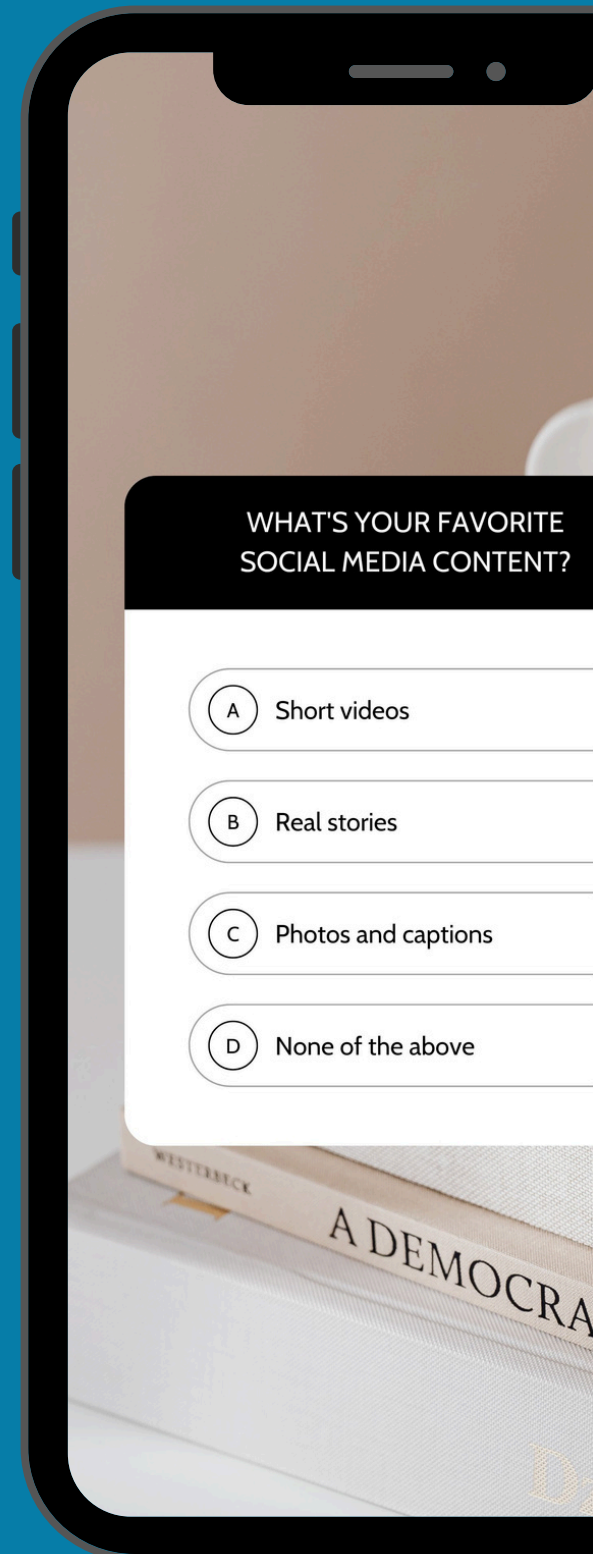 WHAT'S YOUR FAVORITE
SOCIAL MEDIA CONTENT?
A Short videos
B Real stories
C Photos and captions
D None of the above
WESTERBECK
A DEMOCRA